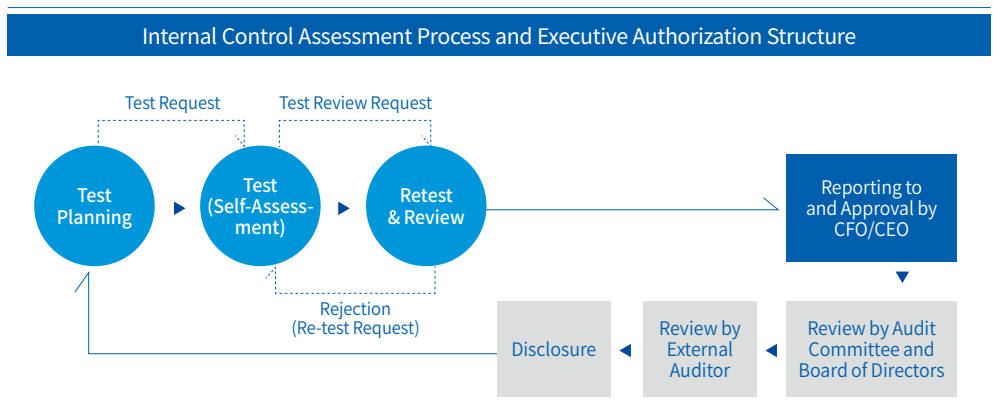 Internal Control Assessment Process and Executive Authorization Structure
Test Request
Test Review Request
Test
Planning
Test
(Self-Assess-
ment)
Retest
& Review
Reporting to
and Approval by
CFO/CEO
Rejection
(Re-test Request)
Disclosure
Review by
External
Auditor
Review by Audit
Committee and
Board of Directors